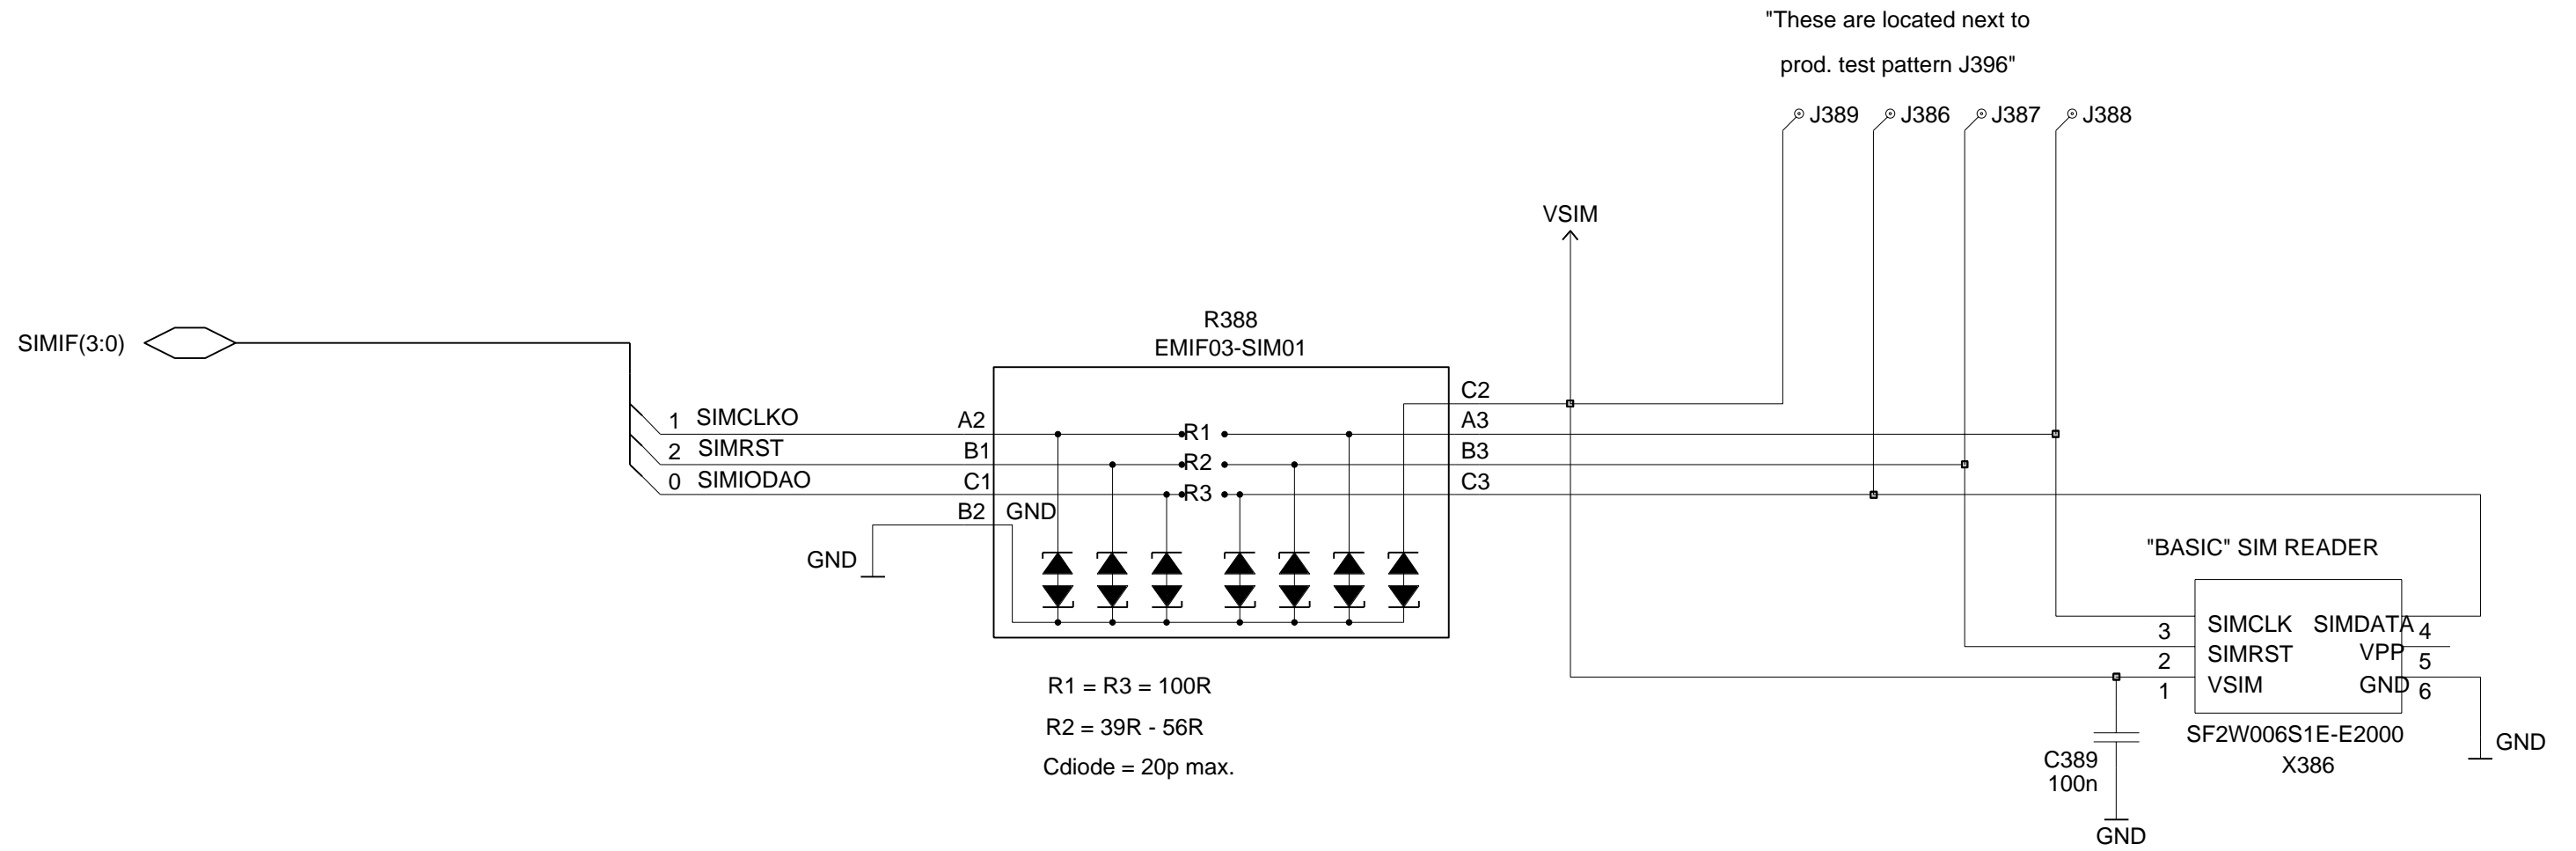 "These are located next to
prod. test pattern J396"
J389 J386 J387 J388
VSIM
SIMIF(3:0)
R388
EMIF03-SIM01
1 SIMCLKO A2
2 SIMRST B1
0 SIMIODAO C1
B2 GND
GND
R1
R2
R3
C2
A3
B3
C3
R1 = R3 = 100R
R2 = 39R - 56R
Cdiode = 20p max.
"BASIC" SIM READER
3 SIMCLK SIMDATA 4
2 SIMRST VPP 5
1 VSIM GND 6
SF2W006S1E-E2000
X386
GND
C389
100n
GND